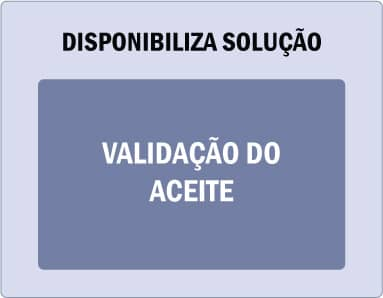 DISPONIBILIZA SOLUÇÃO
VALIDAÇÃO DO
ACEITE